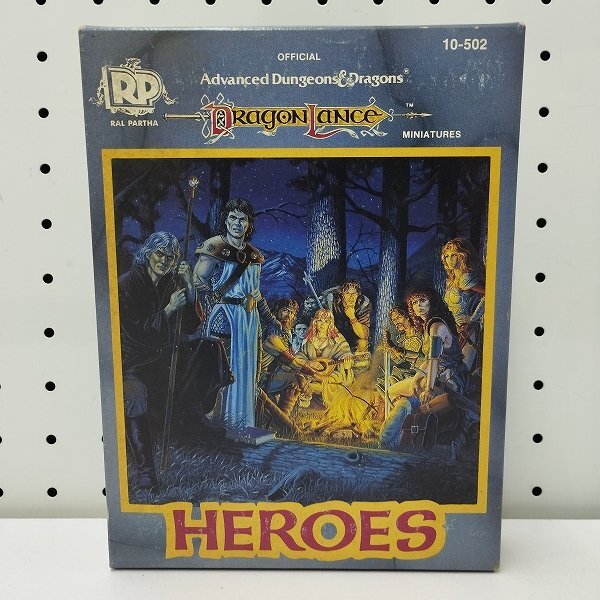 OFFICIAL
10-502
Advanced Dungeons & Dragons®
RP
RAL PARTHA
DRAGONLANCE™
MINIATURES
HEROES